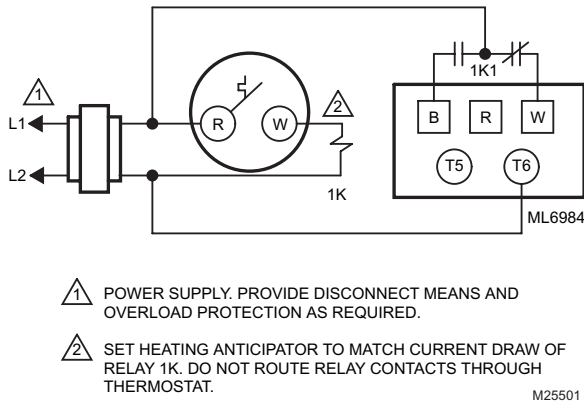 1K1
1
2
L1
R
W
B
R
W
L2
T5
T6
1K
ML6984
1 POWER SUPPLY. PROVIDE DISCONNECT MEANS AND
OVERLOAD PROTECTION AS REQUIRED.
2 SET HEATING ANTICIPATOR TO MATCH CURRENT DRAW OF
RELAY 1K. DO NOT ROUTE RELAY CONTACTS THROUGH
THERMOSTAT.
M25501